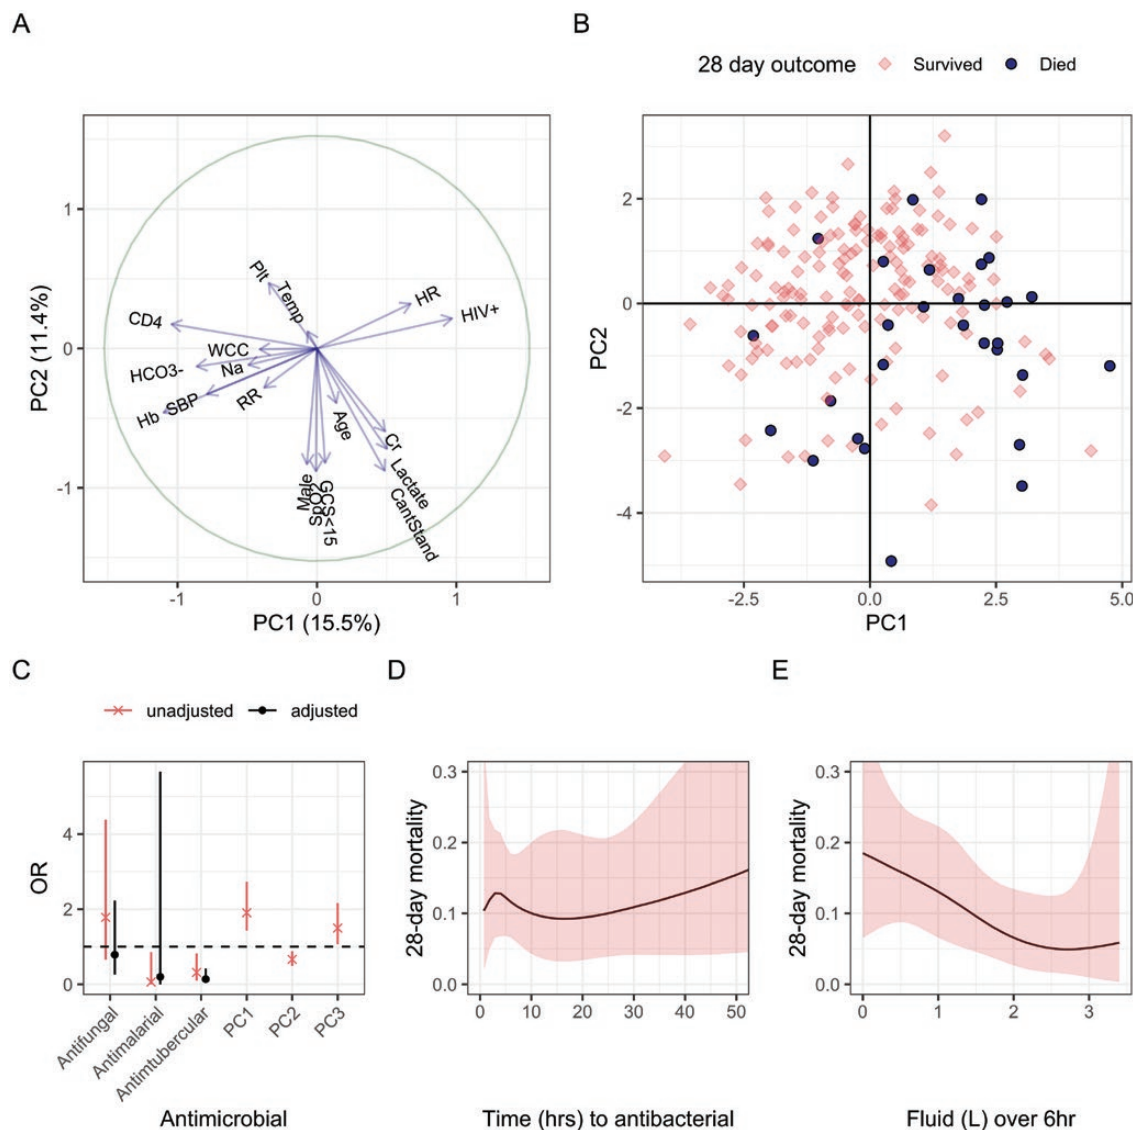 A
B
28 day outcome Survived Died
1
0
-1
PC2 (11.4%)
Plt
Temp
HR
HIV+
CD4
WCC
Na
HCO3-
SBP
Hb
RR
Age
Cr
Lactate
CantStand
Male
SpO2
GCS<15
-1 0 1
PC1 (15.5%)
2
0
-2
-4
PC2
-2.5 0.0 2.5 5.0
PC1
C
D
E
unadjusted adjusted
4
2
0
OR
Antifungal
Antimalarial
Antimtubercular
PC1
PC2
PC3
Antimicrobial
0.3
0.2
0.1
0.0
28-day mortality
0 10 20 30 40 50
Time (hrs) to antibacterial
0.3
0.2
0.1
0.0
28-day mortality
0 1 2 3
Fluid (L) over 6hr